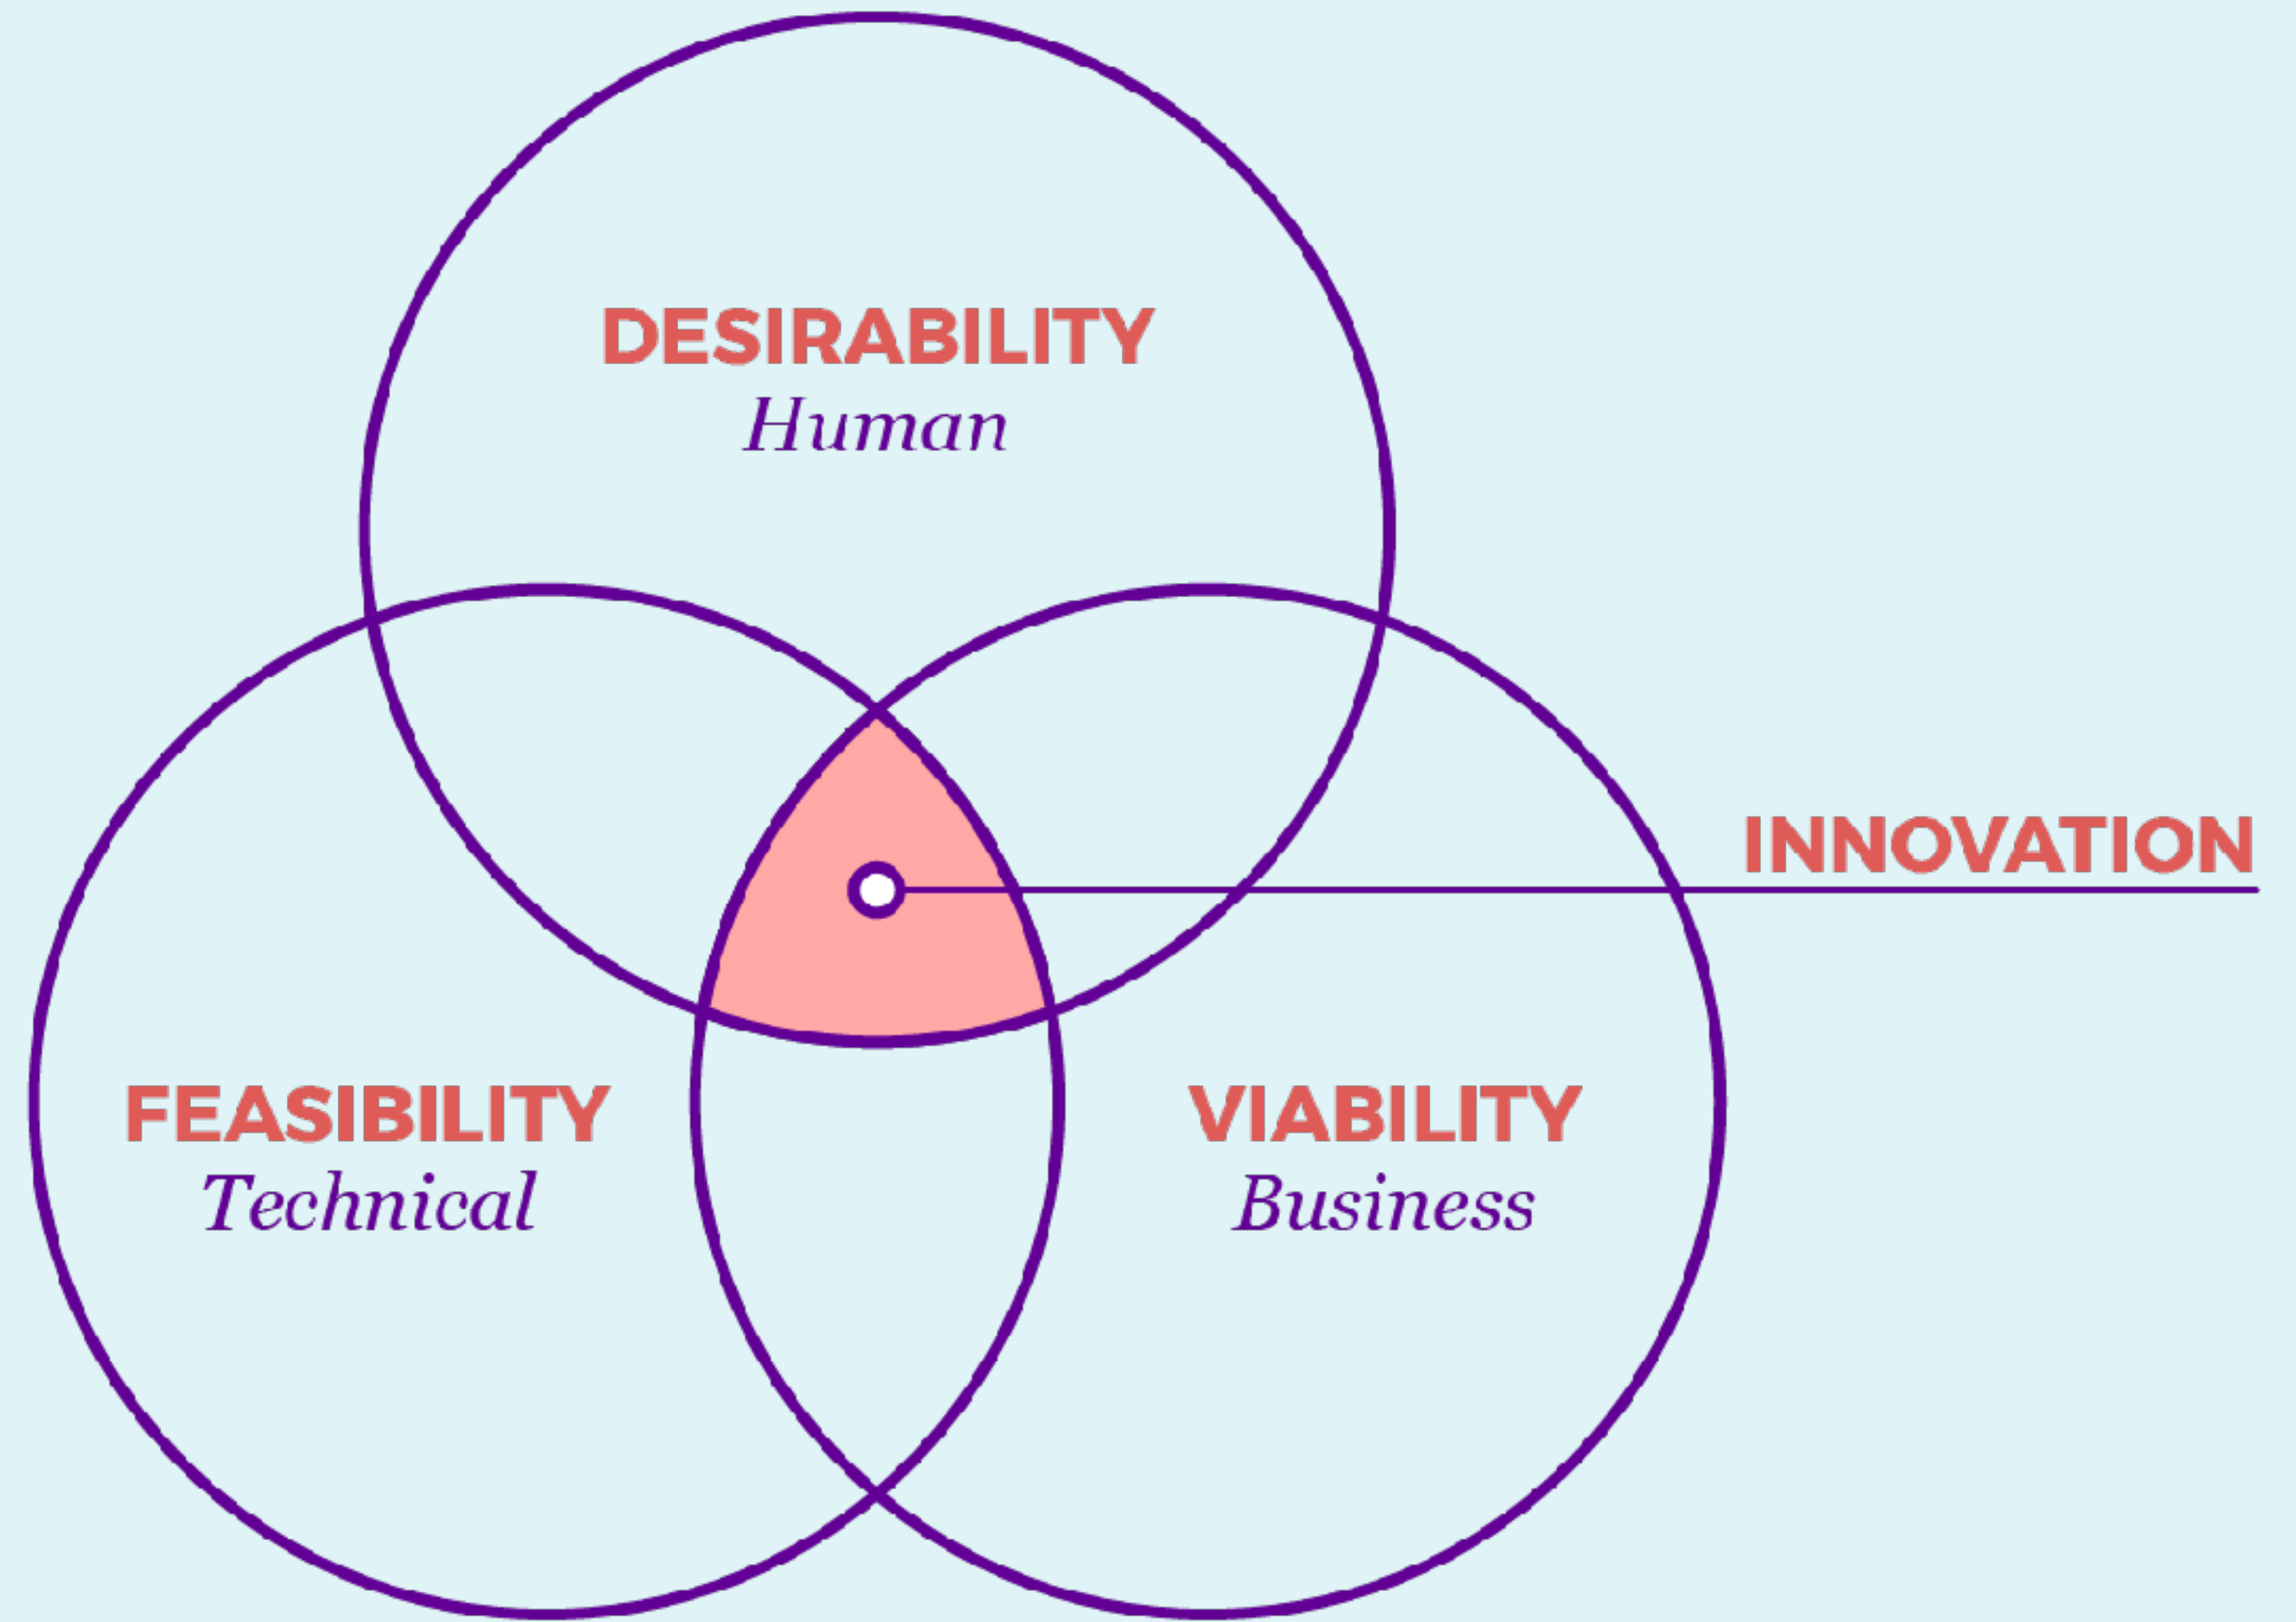 DESIRABILITY
Human
INNOVATION
FEASIBILITY
Technical
VIABILITY
Business